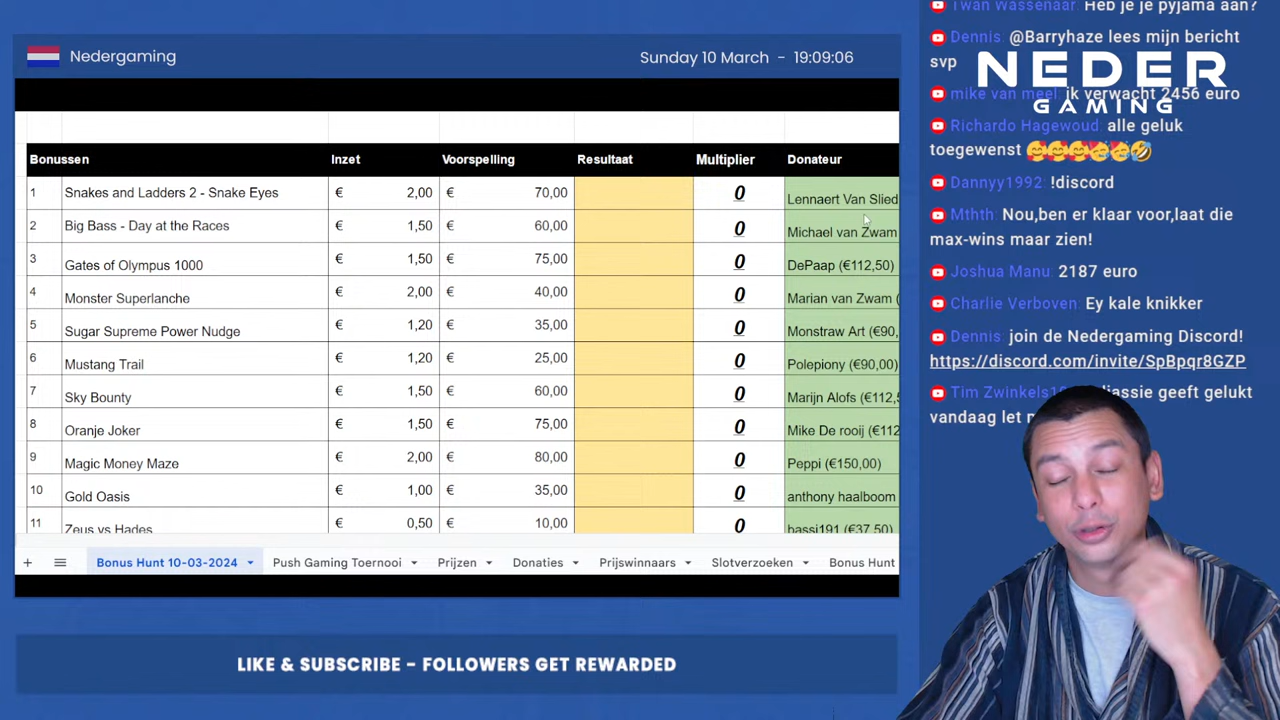 Nedergaming
Sunday 10 March - 19:09:06
Bonussen Inzet Voorspelling Resultaat Multiplier Donateur
1 Snakes and Ladders 2 - Snake Eyes € 2,00 € 70,00 0 Lennaert Van Slied
2 Big Bass - Day at the Races € 1,50 € 60,00 0 Michael van Zwam
3 Gates of Olympus 1000 € 1,50 € 75,00 0 DePaap (€112,50)
4 Monster Superlanche € 2,00 € 40,00 0 Marian van Zwam (
5 Sugar Supreme Power Nudge € 1,20 € 35,00 0 Monstraw Art (€90,
6 Mustang Trail € 1,20 € 25,00 0 Polepiony (€90,00)
7 Sky Bounty € 1,50 € 60,00 0 Marijn Alofs (€112,5
8 Oranje Joker € 1,50 € 75,00 0 Mike De rooij (€112
9 Magic Money Maze € 2,00 € 80,00 0 Peppi (€150,00)
10 Gold Oasis € 1,00 € 35,00 0 anthony haalboom
11 Zeus vs Hades € 0,50 € 10,00 0 bassi191 (€37,50)
+ Bonus Hunt 10-03-2024 Push Gaming Toernooi Prijzen Donaties Prijswinnaars Slotverzoeken Bonus Hunt
LIKE & SUBSCRIBE - FOLLOWERS GET REWARDED
Twan Wassenaar: Heb je je pyjama aan?
Dennis: @Barryhaze lees mijn bericht
svp
NEDER
GAMING
mike van meel: ik verwacht 2456 euro
Richardo Hagewoud: alle geluk
toegewenst 🥰🥰🥰🥳🥳🤣
Dannyy1992: !discord
Mthth: Nou,ben er klaar voor,laat die
max-wins maar zien!
Joshua Manu: 2187 euro
Charlie Verboven: Ey kale knikker
Dennis: join de Nedergaming Discord!
https://discord.com/invite/SpBpqr8GZP
Tim Zwinkels geeft gelukt
vandaag let